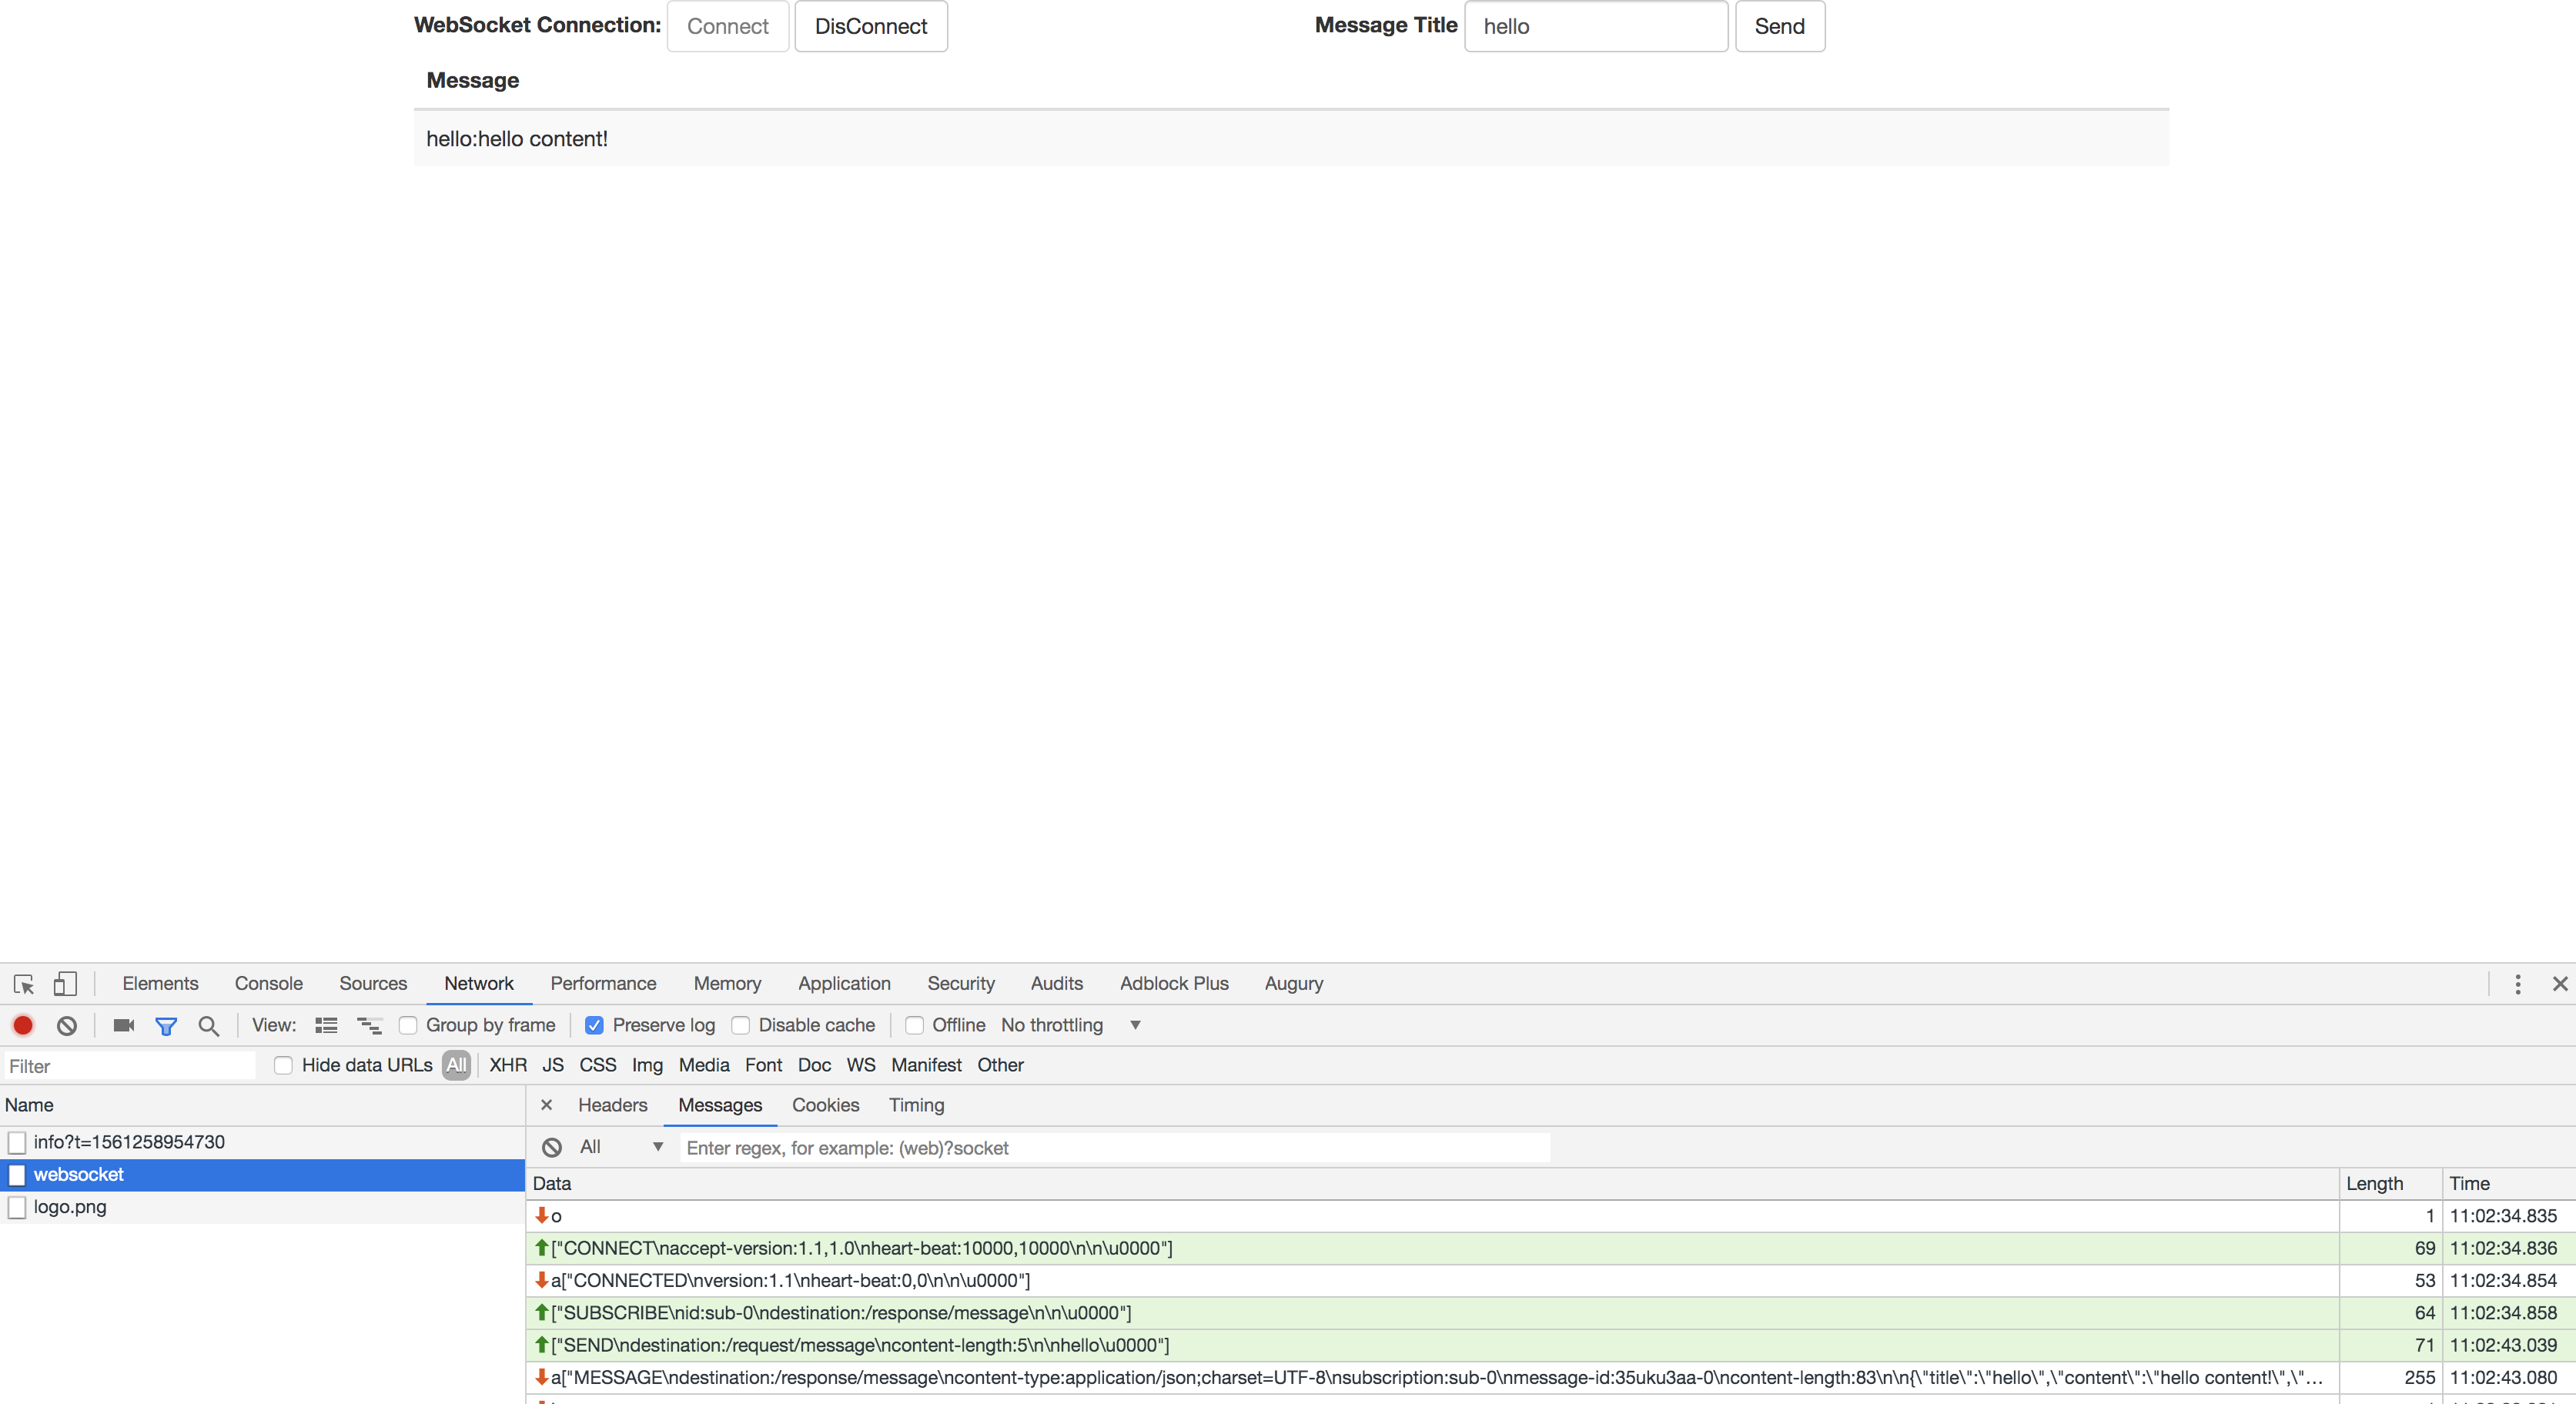 WebSocket Connection: Connect DisConnect Message Title hello Send
Message
hello:hello content!
Elements Console Sources Network Performance Memory Application Security Audits Adblock Plus Augury
View: Group by frame Preserve log Disable cache Offline No throttling
Filter Hide data URLs All XHR JS CSS Img Media Font Doc WS Manifest Other
Name
info?t=1561258954730
websocket
logo.png
Headers Messages Cookies Timing
All Enter regex, for example: (web)?socket
Data Length Time
o 1 11:02:34.835
["CONNECT\naccept-version:1.1,1.0\nheart-beat:10000,10000\n\n\u0000"] 69 11:02:34.836
a["CONNECTED\nversion:1.1\nheart-beat:0,0\n\n\u0000"] 53 11:02:34.854
["SUBSCRIBE\nid:sub-0\ndestination:/response/message\n\n\u0000"] 64 11:02:34.858
["SEND\ndestination:/request/message\ncontent-length:5\n\nhello\u0000"] 71 11:02:43.039
a["MESSAGE\ndestination:/response/message\ncontent-type:application/json;charset=UTF-8\nsubscription:sub-0\nmessage-id:35uku3aa-0\ncontent-length:83\n\n{\"title\":\"hello\",\"content\":\"hello content!\",\"... 255 11:02:43.080